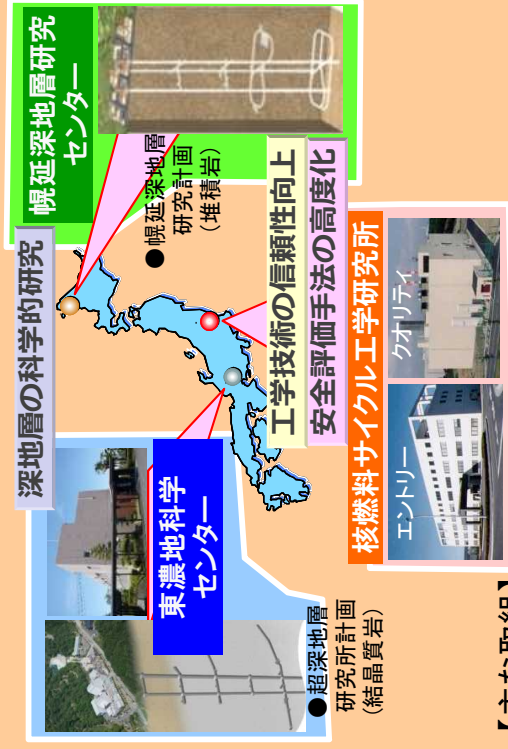 深地層の科学的研究
幌延深地層研究
センター
●幌延深地層
研究計画
（堆積岩）
東濃地科学
センター
●超深地層
研究所計画
（結晶質岩）
工学技術の信頼性向上
安全評価手法の高度化
核燃料サイクル工学研究所
エントリー
クオリティ
【主な取組】